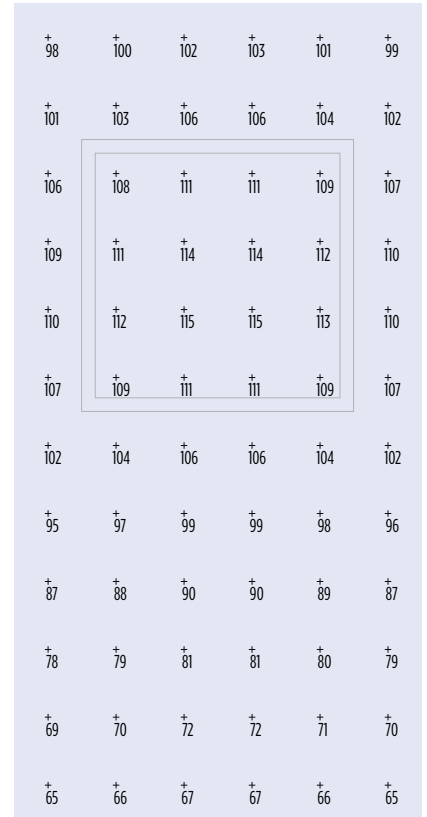 + + + + + +
98 100 102 103 101 99
+ + + + + +
101 103 106 106 104 102
+ + + + + +
106 108 111 111 109 107
+ + + + + +
109 111 114 114 112 110
+ + + + + +
110 112 115 115 113 110
+ + + + + +
107 109 111 111 109 107
+ + + + + +
102 104 106 106 104 102
+ + + + + +
95 97 99 99 98 96
+ + + + + +
87 88 90 90 89 87
+ + + + + +
78 79 81 81 80 79
+ + + + + +
69 70 72 72 71 70
+ + + + + +
65 66 67 67 66 65